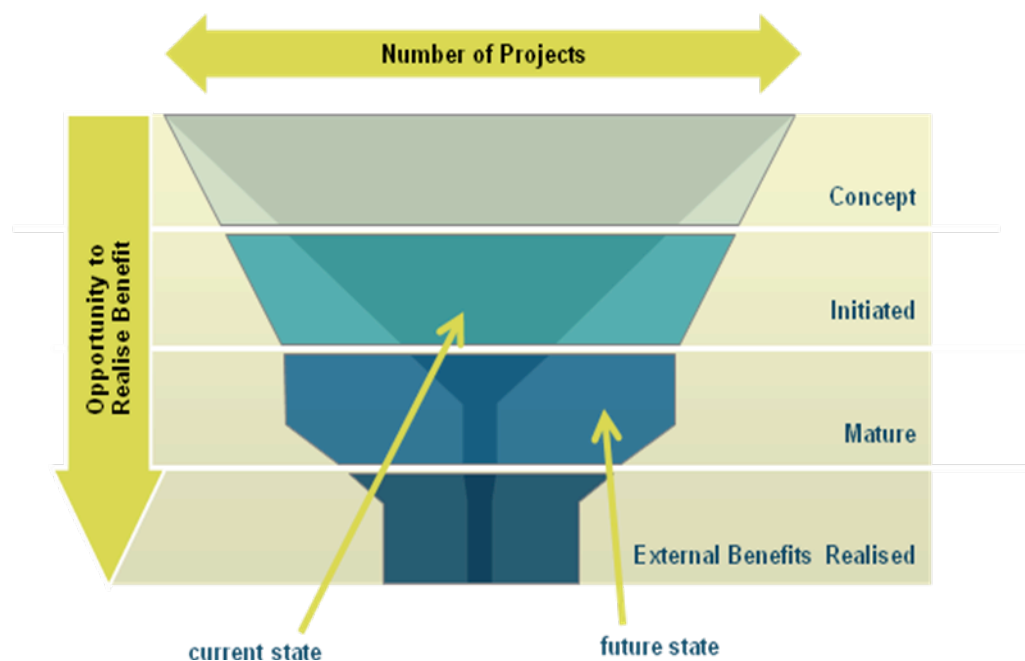 Number of Projects
Opportunity to
Realise Benefit
Concept
Initiated
Mature
External Benefits Realised
current state
future state